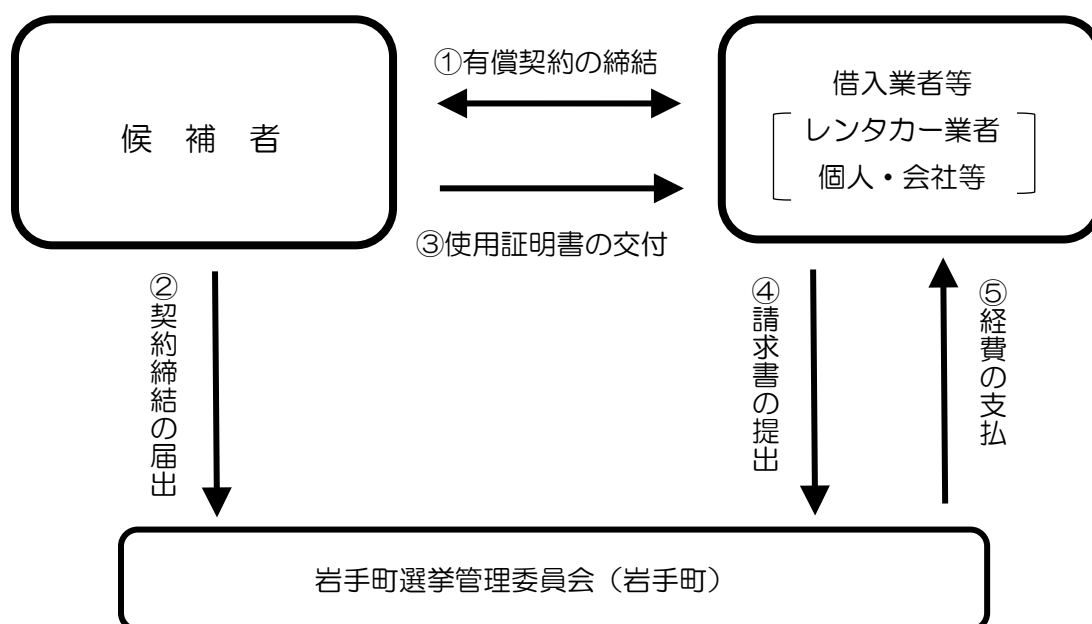 ①有償契約の締結
候　補　者
借入業者等
レンタカー業者
個人・会社等
③使用証明書の交付
②契約締結の届出
④請求書の提出
⑤経費の支払
岩手町選挙管理委員会（岩手町）